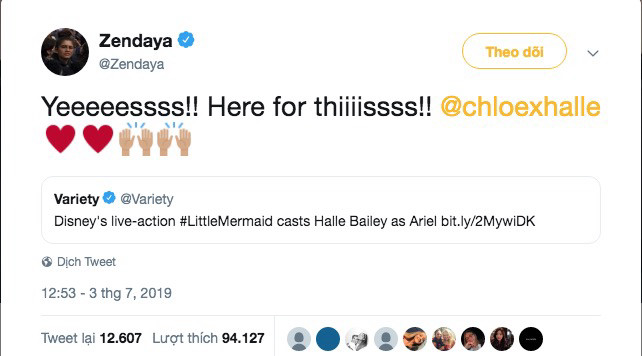 Zendaya
Theo dõi
@Zendaya
Yeeeeessss!! Here for thiiiissss!! @chloexhalle
♥️ ♥️ 🙌🏼 🙌🏼
Variety @Variety
Disney's live-action #LittleMermaid casts Halle Bailey as Ariel bit.ly/2MywiDK
Dịch Tweet
12:53 - 3 thg 7, 2019
Tweet lại 12.607 Lượt thích 94.127